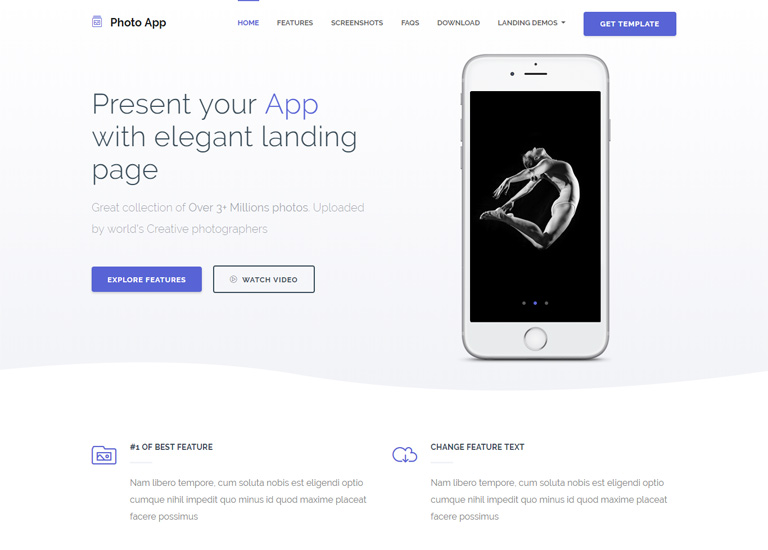 Photo App
HOME FEATURES SCREENSHOTS FAQS DOWNLOAD LANDING DEMOS GET TEMPLATE
Present your App
with elegant landing
page
Great collection of Over 3+ Millions photos. Uploaded
by world's Creative photographers
EXPLORE FEATURES WATCH VIDEO
#1 OF BEST FEATURE
Nam libero tempore, cum soluta nobis est eligendi optio
cumque nihil impedit quo minus id quod maxime placeat
facere possimus
CHANGE FEATURE TEXT
Nam libero tempore, cum soluta nobis est eligendi optio
cumque nihil impedit quo minus id quod maxime placeat
facere possimus